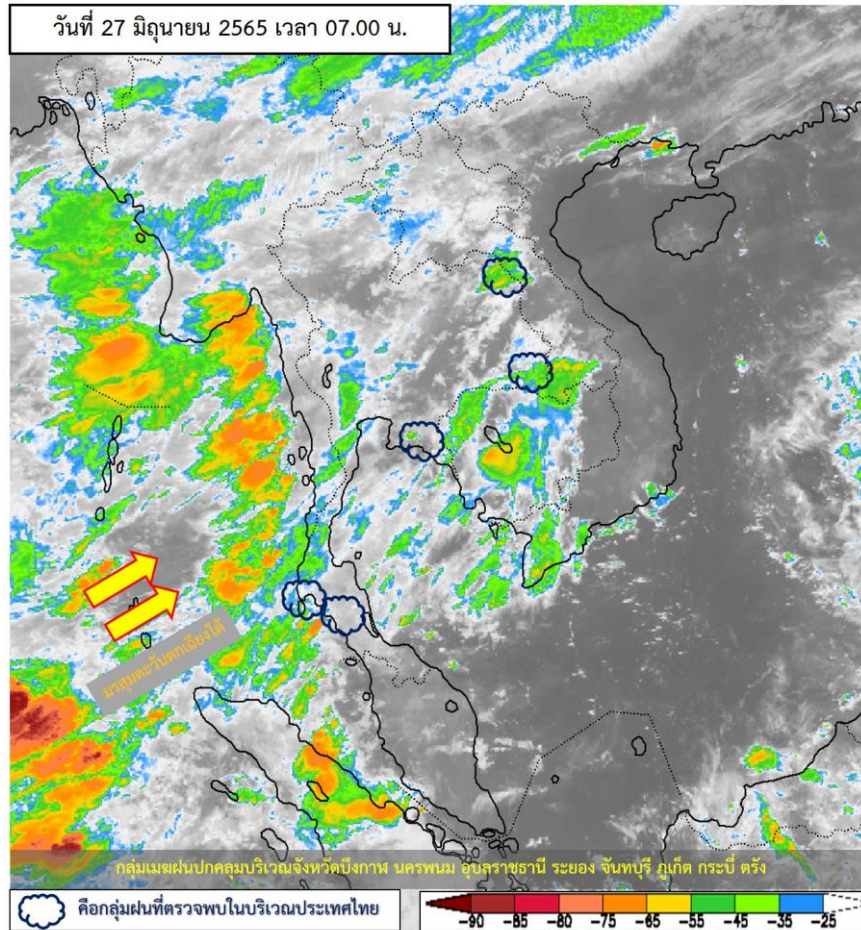 วันที่ 27 มิถุนายน 2565 เวลา 07.00 น.
มรสุมตะวันตกเฉียงใต้
กลุ่มเมฆฝนปกคลุมบริเวณจังหวัดบึงกาฬ นครพนม อุบลราชธานี ระยอง จันทบุรี ภูเก็ต กระบี่ ตรัง
คือกลุ่มฝนที่ตรวจพบในบริเวณประเทศไทย
-90 -85 -80 -75 -65 -55 -45 -35 -25